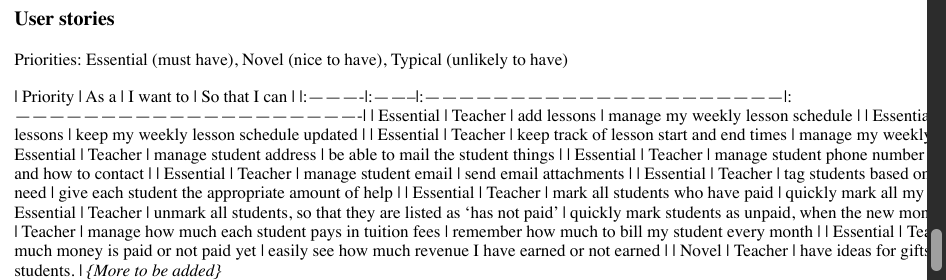 User stories
Priorities: Essential (must have), Novel (nice to have), Typical (unlikely to have)
| Priority | As a | I want to | So that I can | |:————|:———|:—————————————————————|:
————————————————————-| | Essential | Teacher | add lessons | manage my weekly lesson schedule | | Essentia
lessons | keep my weekly lesson schedule updated | | Essential | Teacher | keep track of lesson start and end times | manage my weekly
Essential | Teacher | manage student address | be able to mail the student things | | Essential | Teacher | manage student phone number
and how to contact | | Essential | Teacher | manage student email | send email attachments | | Essential | Teacher | tag students based on
need | give each student the appropriate amount of help | | Essential | Teacher | mark all students who have paid | quickly mark all my
Essential | Teacher | unmark all students, so that they are listed as ‘has not paid’ | quickly mark students as unpaid, when the new mon
| Teacher | manage how much each student pays in tuition fees | remember how much to bill my student every month | | Essential | Tea
much money is paid or not paid yet | easily see how much revenue I have earned or not earned | | Novel | Teacher | have ideas for gifts
students. | {More to be added}